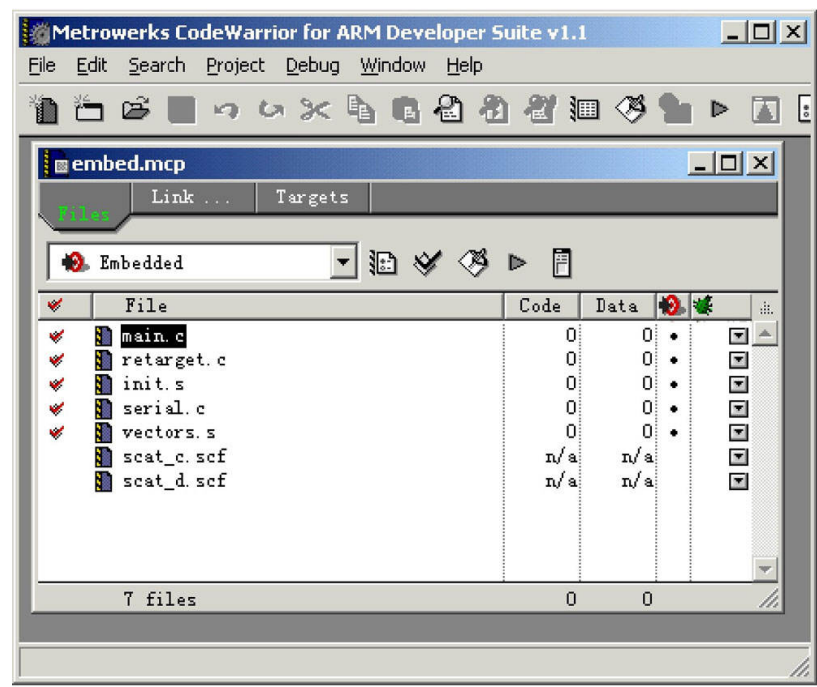 Metrowerks CodeWarrior for ARM Developer Suite v1.1
File Edit Search Project Debug Window Help
embed.mcp
Files Link ... Targets
Embedded
File Code Data
main.c 0 0
retarget.c 0 0
init.s 0 0
serial.c 0 0
vectors.s 0 0
scat_c.scf n/a n/a
scat_d.scf n/a n/a
7 files 0 0